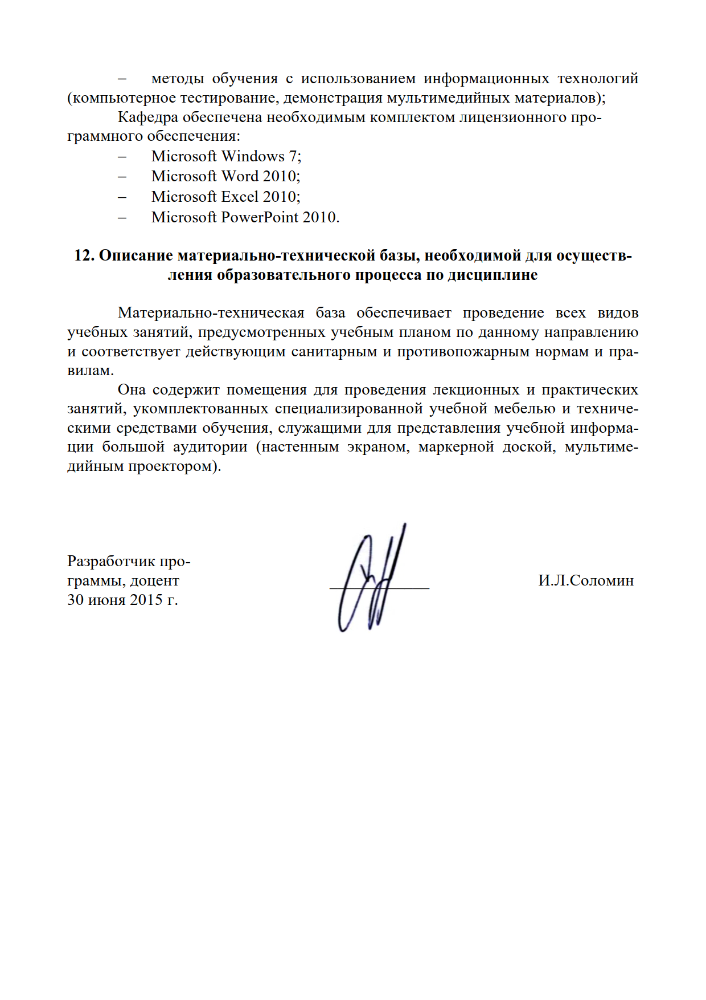 – методы обучения с использованием информационных технологий
(компьютерное тестирование, демонстрация мультимедийных материалов);
Кафедра обеспечена необходимым комплектом лицензионного про-
граммного обеспечения:
– Microsoft Windows 7;
– Microsoft Word 2010;
– Microsoft Excel 2010;
– Microsoft PowerPoint 2010.
12. Описание материально-технической базы, необходимой для осуществ-
ления образовательного процесса по дисциплине
Материально-техническая база обеспечивает проведение всех видов
учебных занятий, предусмотренных учебным планом по данному направлению
и соответствует действующим санитарным и противопожарным нормам и пра-
вилам.
Она содержит помещения для проведения лекционных и практических
занятий, укомплектованных специализированной учебной мебелью и техниче-
скими средствами обучения, служащими для представления учебной информа-
ции большой аудитории (настенным экраном, маркерной доской, мультиме-
дийным проектором).
Разработчик про-
граммы, доцент ____________ И.Л.Соломин
30 июня 2015 г.